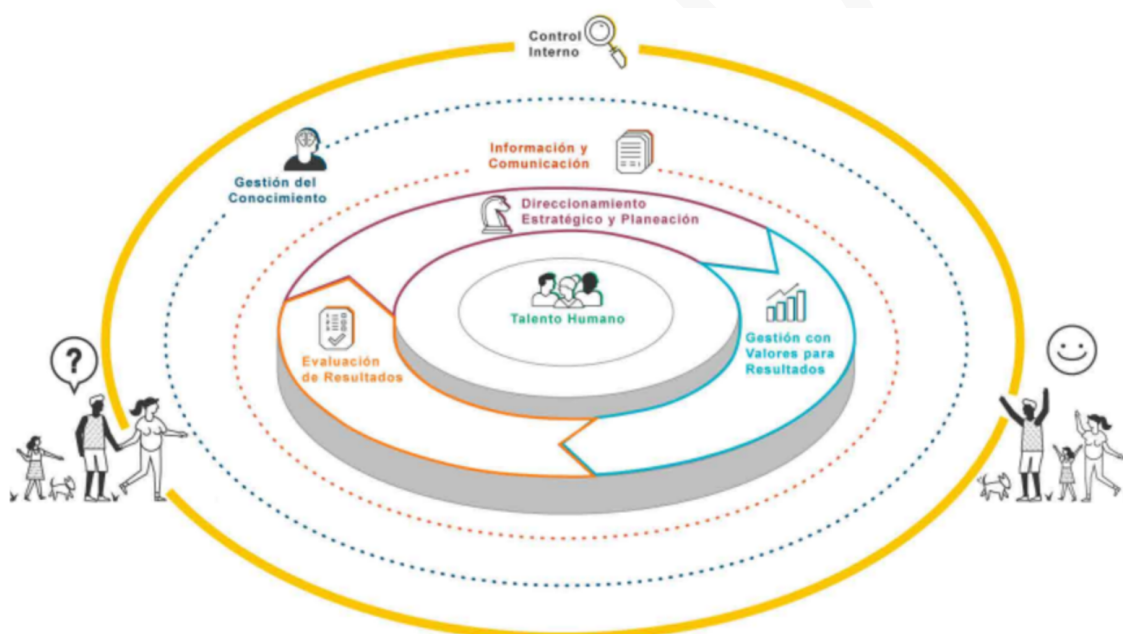 Control
Interno
Información y
Comunicación
Gestión del
Conocimiento
Direccionamiento
Estratégico y Planeación
Talento Humano
Gestión con
Valores para
Resultados
Evaluación
de Resultados
?